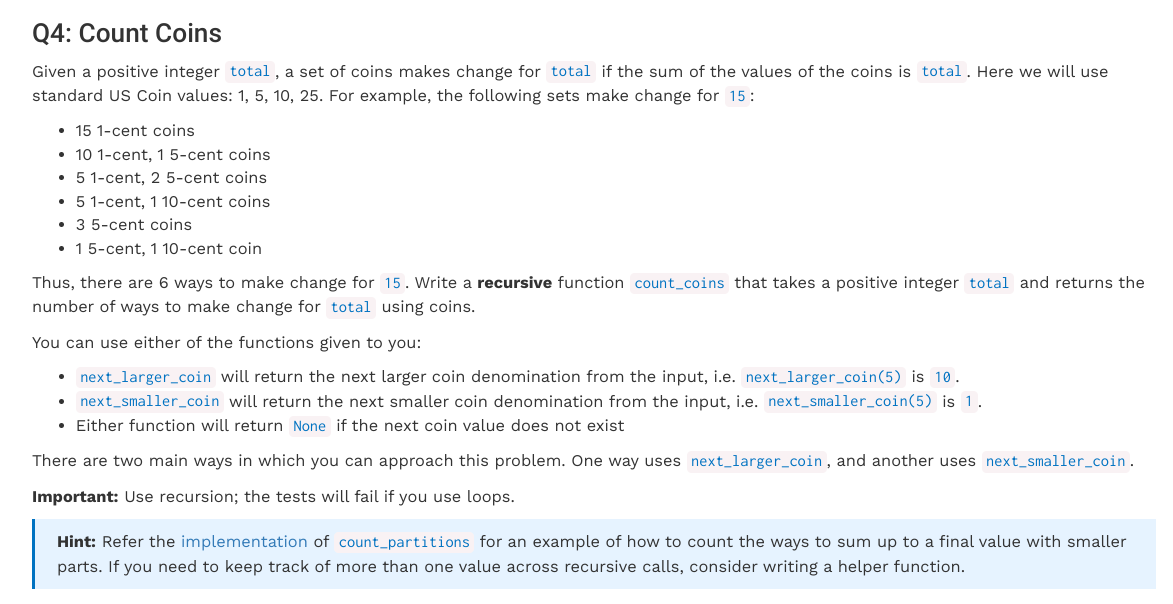 Q4: Count Coins
Given a positive integer total, a set of coins makes change for total if the sum of the values of the coins is total. Here we will use
standard US Coin values: 1, 5, 10, 25. For example, the following sets make change for 15:
• 15 1-cent coins
• 10 1-cent, 1 5-cent coins
• 5 1-cent, 2 5-cent coins
• 5 1-cent, 1 10-cent coins
• 3 5-cent coins
• 1 5-cent, 1 10-cent coin
Thus, there are 6 ways to make change for 15. Write a recursive function count_coins that takes a positive integer total and returns the
number of ways to make change for total using coins.
You can use either of the functions given to you:
• next_larger_coin will return the next larger coin denomination from the input, i.e. next_larger_coin(5) is 10.
• next_smaller_coin will return the next smaller coin denomination from the input, i.e. next_smaller_coin(5) is 1.
• Either function will return None if the next coin value does not exist
There are two main ways in which you can approach this problem. One way uses next_larger_coin, and another uses next_smaller_coin.
Important: Use recursion; the tests will fail if you use loops.
Hint: Refer the implementation of count_partitions for an example of how to count the ways to sum up to a final value with smaller
parts. If you need to keep track of more than one value across recursive calls, consider writing a helper function.